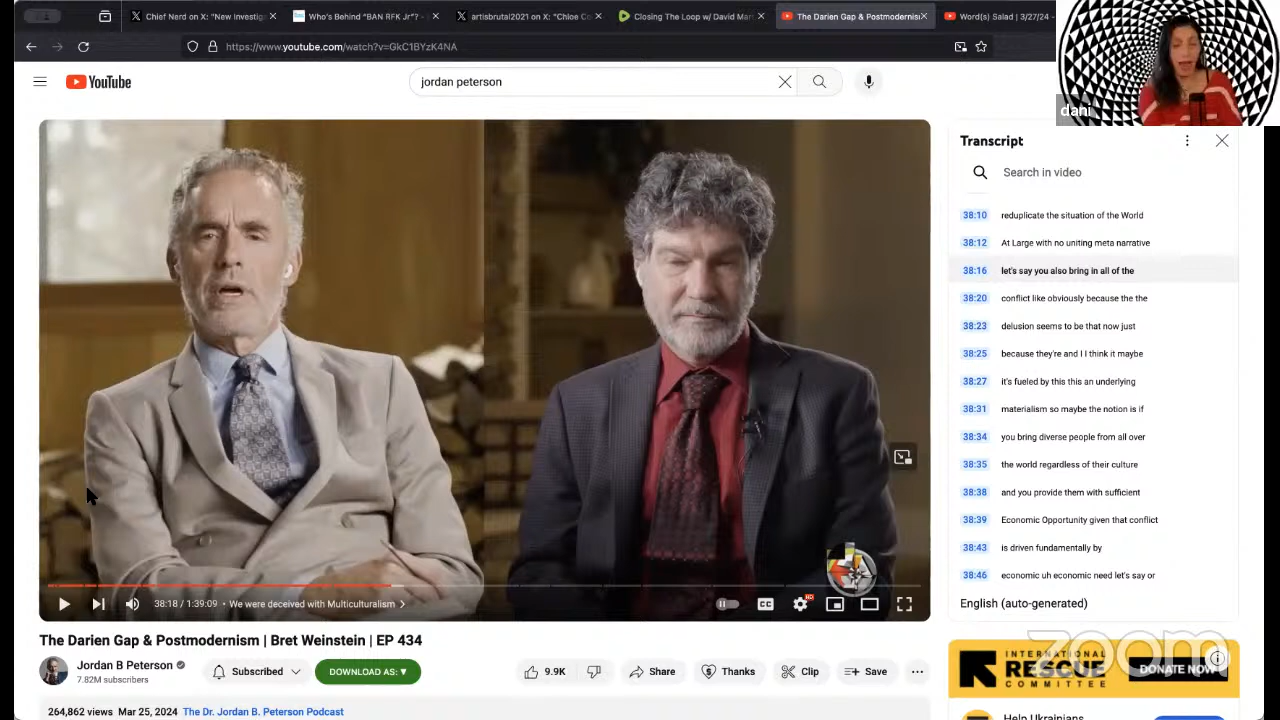 Chief Nerd on X: "New Investig
Who's Behind "BAN RFK Jr"? -
artisbrutal2021 on X: "Chloe Co
Closing The Loop w/ David Mar
The Darien Gap & Postmodernis
Word(s) Salad | 3/27/24 -
https://www.youtube.com/watch?v=GkC1BYzK4NA
YouTube
jordan peterson
dani
Transcript
Search in video
38:10 reduplicate the situation of the World
38:12 At Large with no uniting meta narrative
38:16 let's say you also bring in all of the
38:20 conflict like obviously because the the
38:23 delusion seems to be that now just
38:25 because they're and I I think it maybe
38:27 it's fueled by this this an underlying
38:31 materialism so maybe the notion is if
38:34 you bring diverse people from all over
38:35 the world regardless of their culture
38:38 and you provide them with sufficient
38:39 Economic Opportunity given that conflict
38:43 is driven fundamentally by
38:46 economic uh economic need let's say or
English (auto-generated)
38:18 / 1:39:09 • We were deceived with Multiculturalism >
CC
HD
The Darien Gap & Postmodernism | Bret Weinstein | EP 434
Jordan B Peterson
7.82M subscribers
Subscribed
DOWNLOAD AS: ▼
9.9K
Share
Thanks
Clip
Save
264,862 views Mar 25, 2024 The Dr. Jordan B. Peterson Podcast
INTERNATIONAL
RESCUE
COMMITTEE
DONATE NOW
zoom
Help Ukrainians